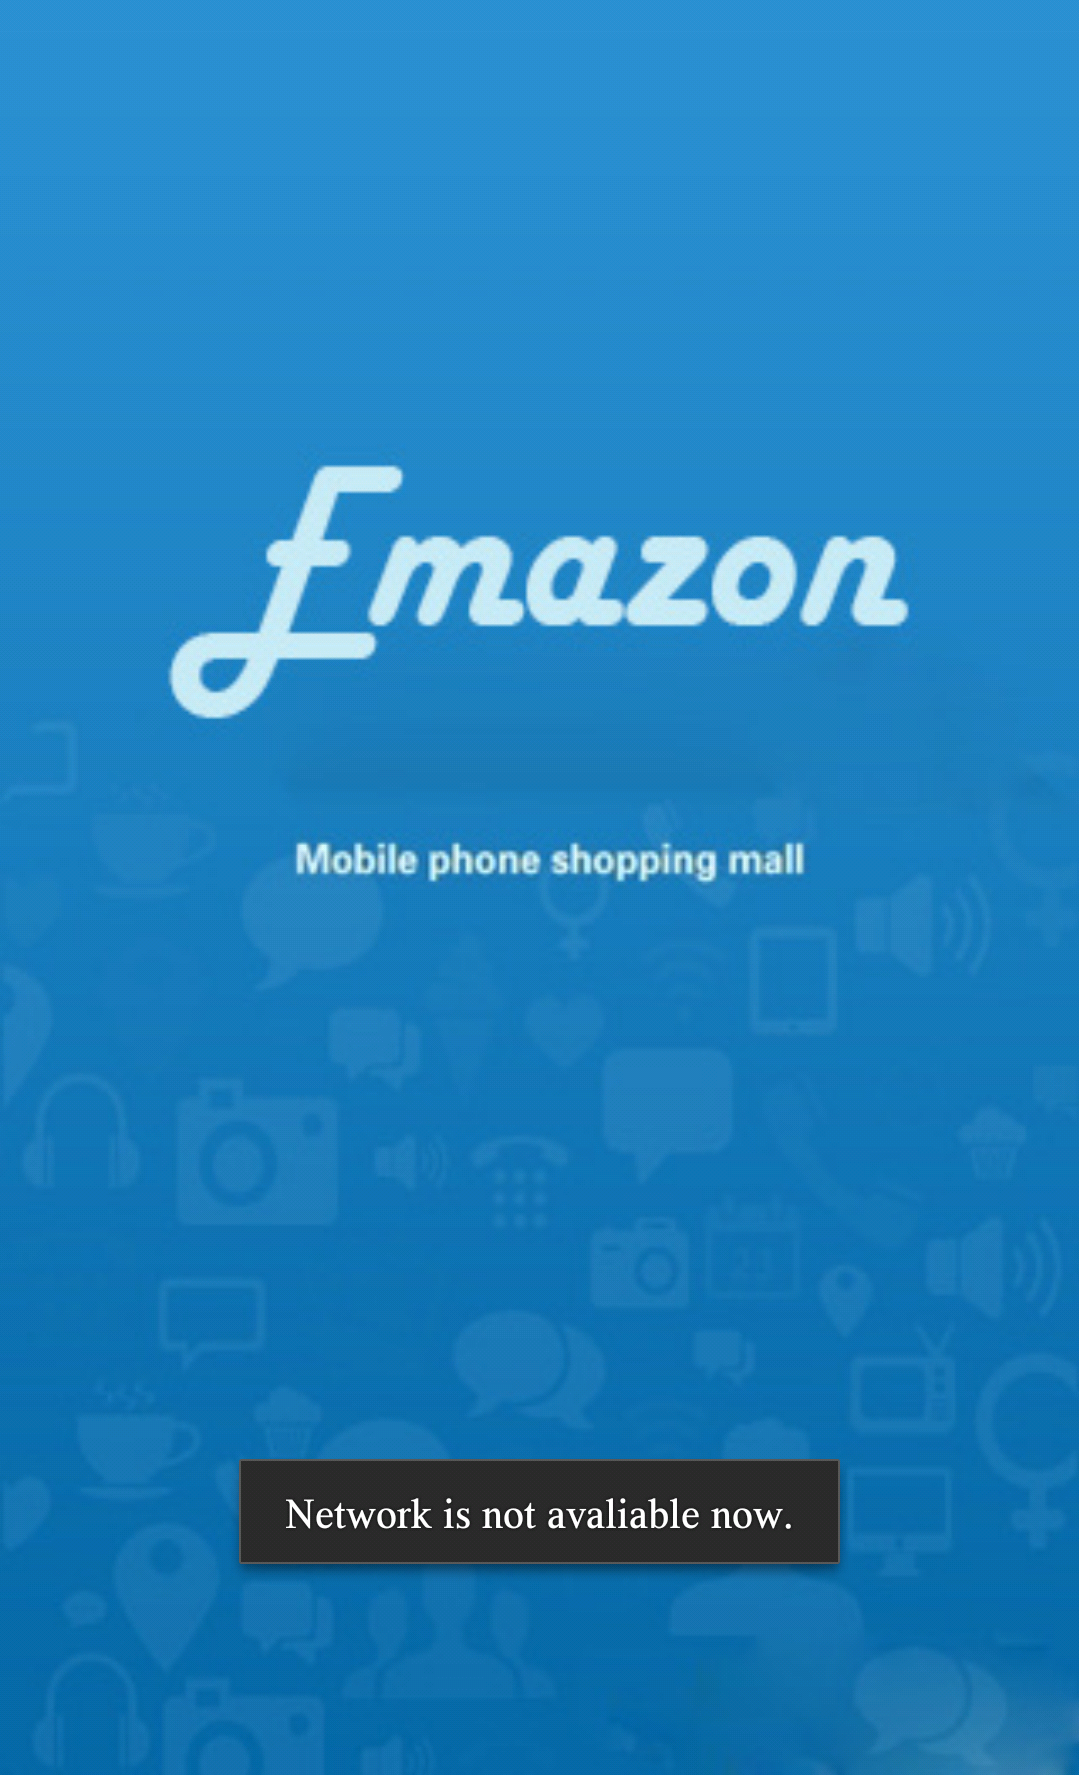 Emazon
Mobile phone shopping mall
Network is not avaliable now.